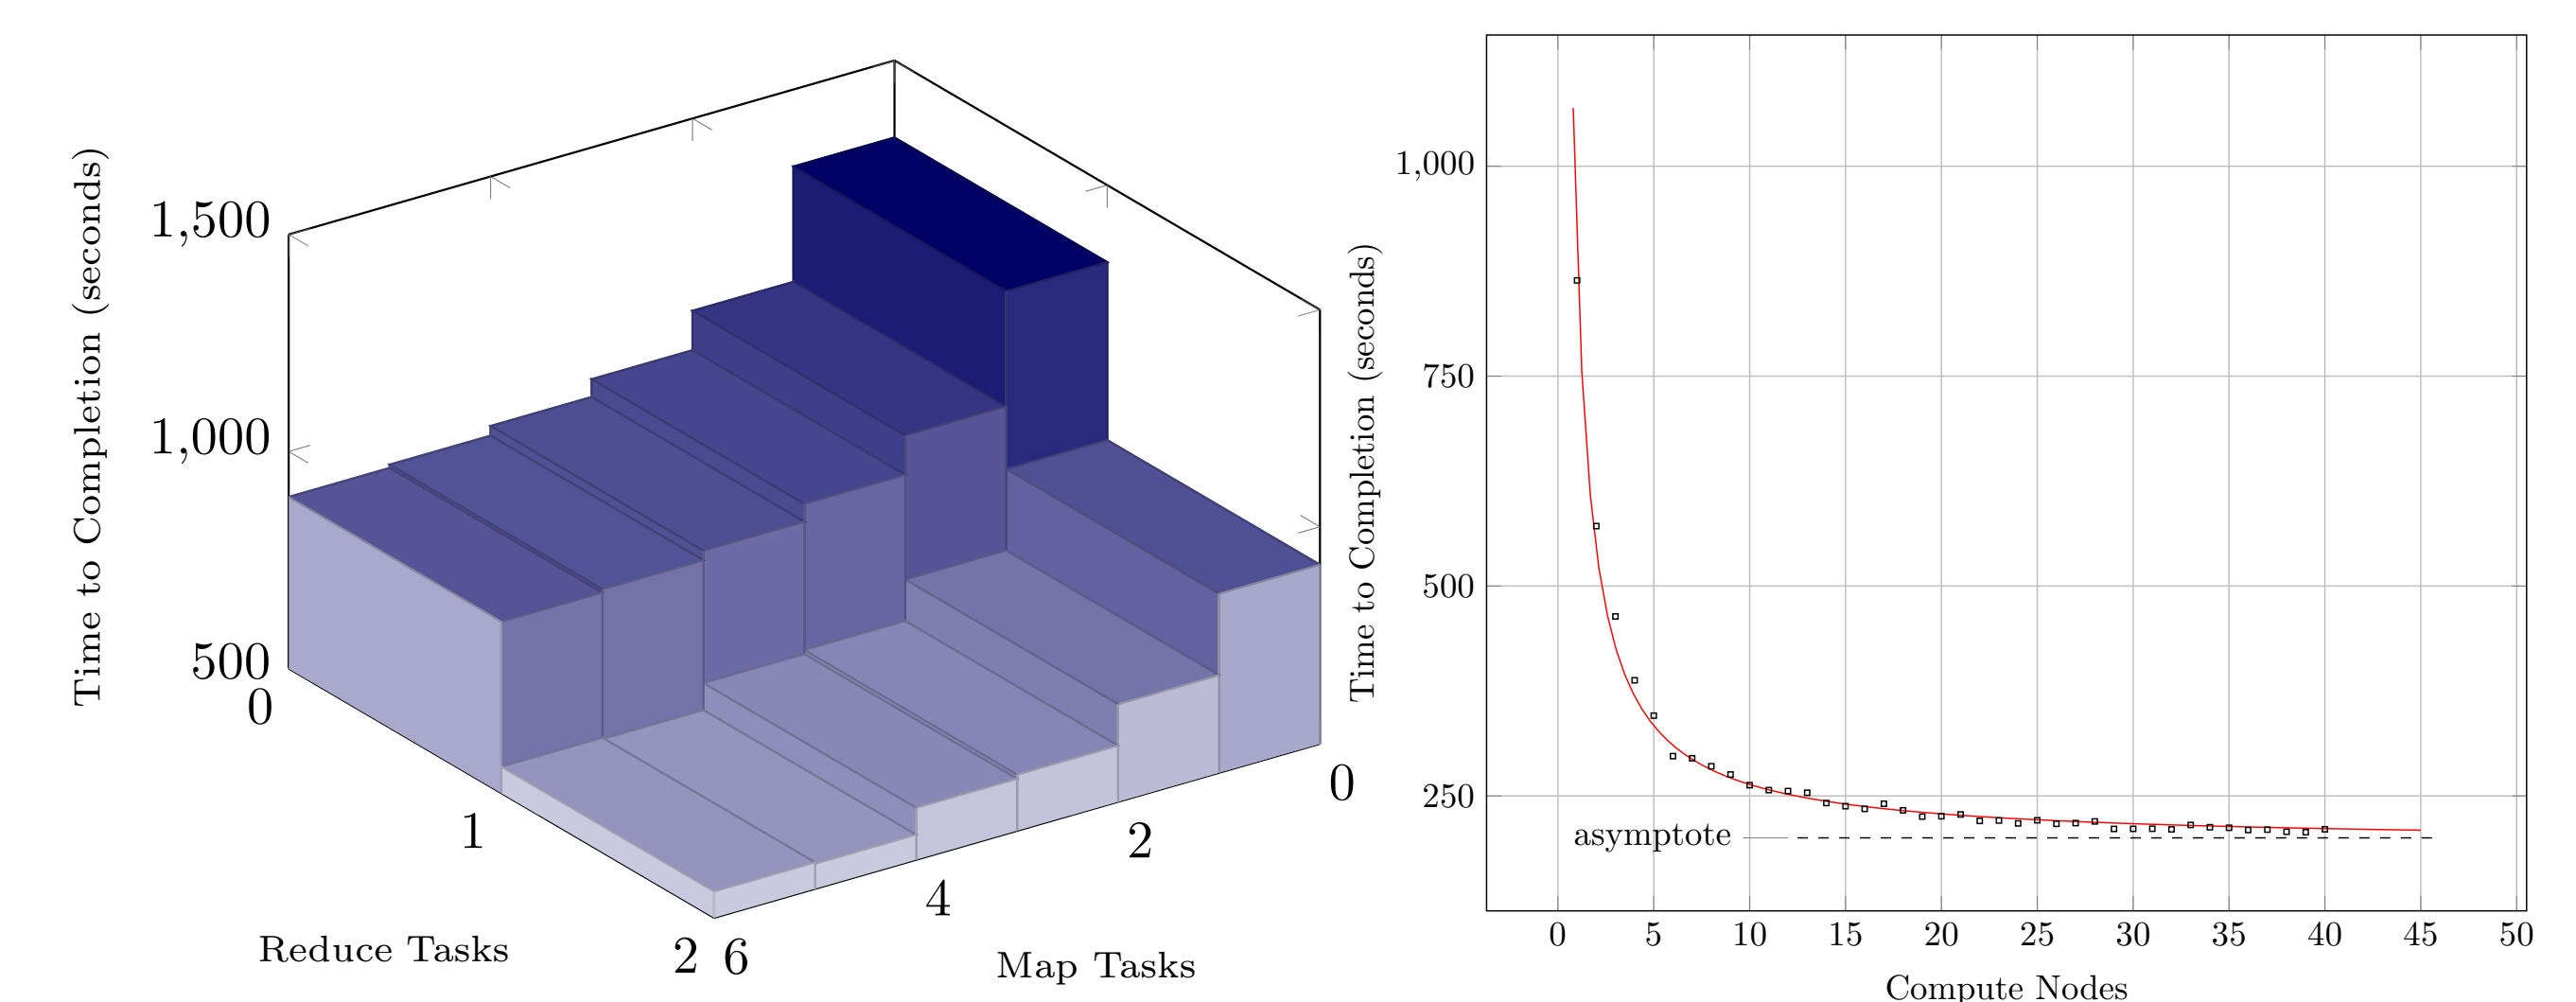 Time to Completion (seconds)
1,500
1,000
500
0
1
2
6
4
2
0
Reduce Tasks
Map Tasks
Time to Completion (seconds)
1,000
750
500
250
asymptote
0 5 10 15 20 25 30 35 40 45 50
Compute Nodes